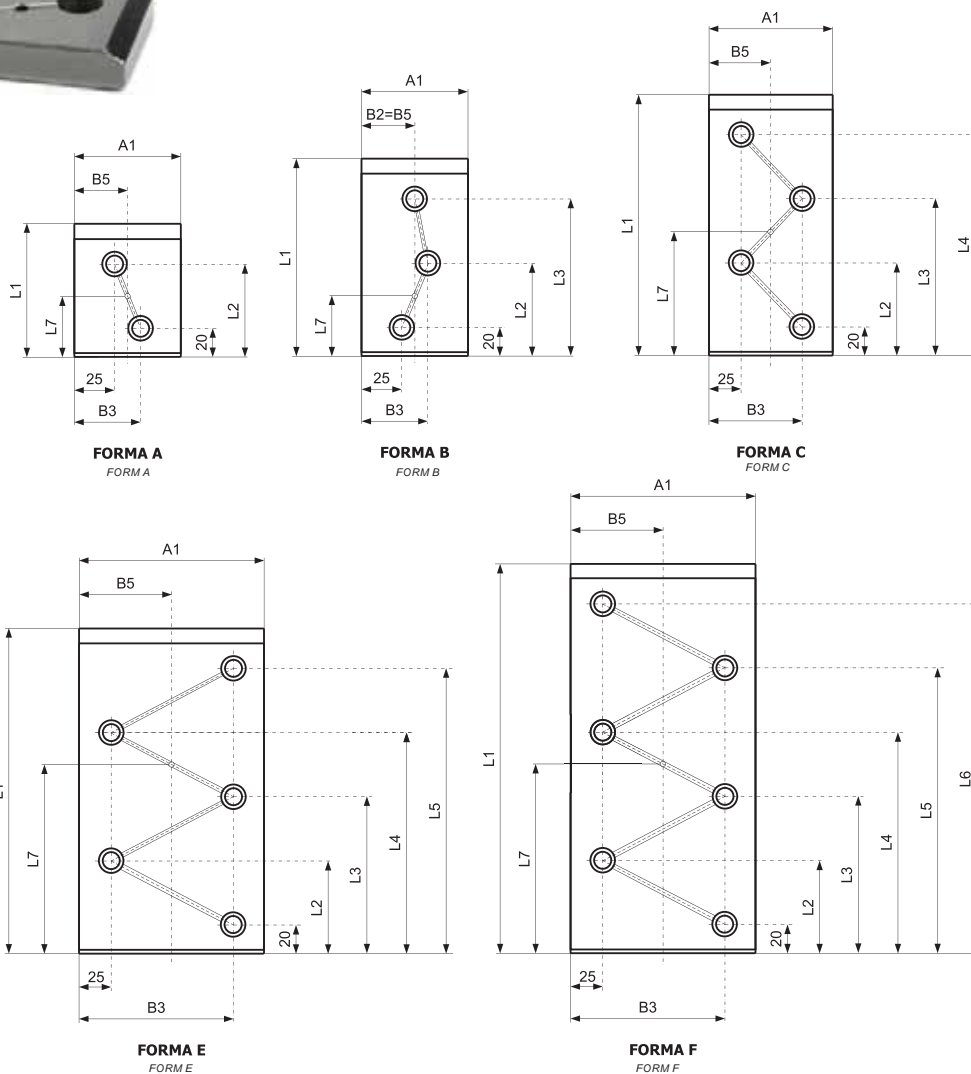 A1
B5
L1
L7
L2
20
25
B3
FORMA A
FORM A
A1
B2=B5
L1
L7
L3
L2
20
25
B3
FORMA B
FORM B
A1
B5
L1
L7
L4
L3
L2
20
25
B3
FORMA C
FORM C
A1
B5
L7
L5
L4
L3
L2
20
25
B3
FORMA E
FORM E
A1
B5
L1
L7
L6
L5
L4
L3
L2
20
25
B3
FORMA F
FORM F